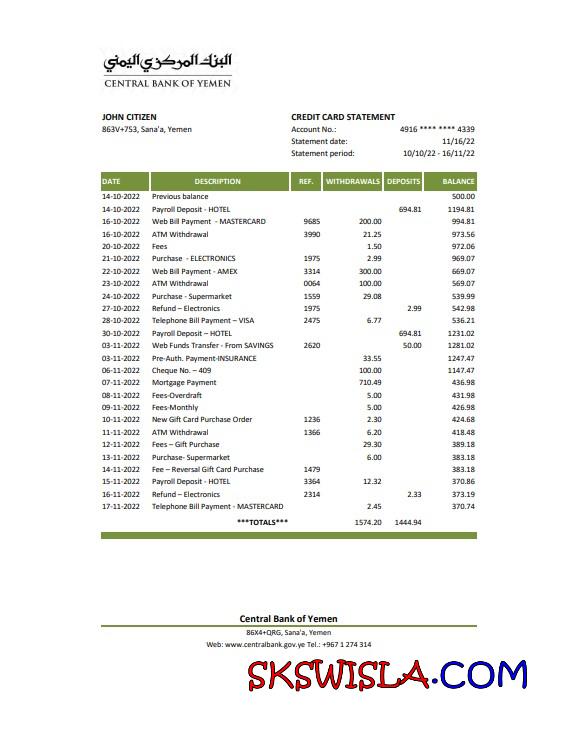 البنك المركزي اليمني
CENTRAL BANK OF YEMEN
JOHN CITIZEN
863V+753, Sana'a, Yemen
CREDIT CARD STATEMENT
Account No.: 4916 **** **** 4339
Statement date: 11/16/22
Statement period: 10/10/22 - 16/11/22
DATE DESCRIPTION REF. WITHDRAWALS DEPOSITS BALANCE
14-10-2022 Previous balance 500.00
14-10-2022 Payroll Deposit - HOTEL 694.81 1194.81
16-10-2022 Web Bill Payment - MASTERCARD 9685 200.00 994.81
16-10-2022 ATM Withdrawal 3990 21.25 973.56
20-10-2022 Fees 1.50 972.06
21-10-2022 Purchase - ELECTRONICS 1975 2.99 969.07
22-10-2022 Web Bill Payment - AMEX 3314 300.00 669.07
23-10-2022 ATM Withdrawal 0064 100.00 569.07
24-10-2022 Purchase - Supermarket 1559 29.08 539.99
27-10-2022 Refund – Electronics 1975 2.99 542.98
28-10-2022 Telephone Bill Payment – VISA 2475 6.77 536.21
30-10-2022 Payroll Deposit – HOTEL 694.81 1231.02
03-11-2022 Web Funds Transfer - From SAVINGS 2620 50.00 1281.02
03-11-2022 Pre-Auth. Payment-INSURANCE 33.55 1247.47
06-11-2022 Cheque No. – 409 100.00 1147.47
07-11-2022 Mortgage Payment 710.49 436.98
08-11-2022 Fees-Overdraft 5.00 431.98
09-11-2022 Fees-Monthly 5.00 426.98
10-11-2022 New Gift Card Purchase Order 1236 2.30 424.68
11-11-2022 ATM Withdrawal 1366 6.20 418.48
12-11-2022 Fees – Gift Purchase 29.30 389.18
13-11-2022 Purchase- Supermarket 6.00 383.18
14-11-2022 Fee – Reversal Gift Card Purchase 1479 383.18
15-11-2022 Payroll Deposit - HOTEL 3364 12.32 370.86
16-11-2022 Refund – Electronics 2314 2.33 373.19
17-11-2022 Telephone Bill Payment - MASTERCARD 2.45 370.74
***TOTALS*** 1574.20 1444.94
Central Bank of Yemen
86X4+QRG, Sana'a, Yemen
Web: www.centralbank.gov.ye Tel.: +967 1 274 314
SKSWISLA.COM